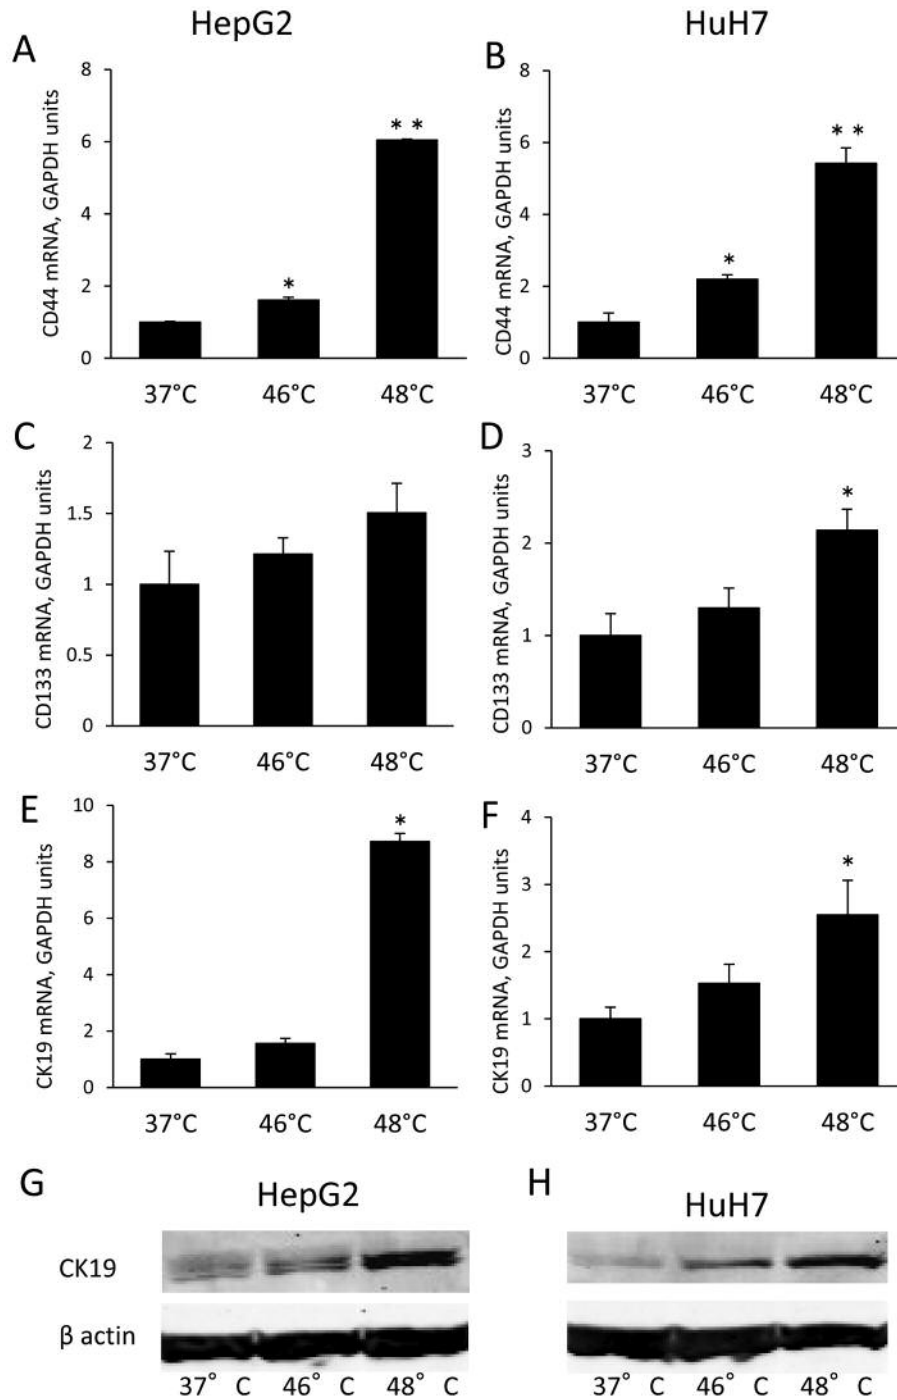 HepG2
HuH7
A
CD44 mRNA, GAPDH units
8
6
4
2
0
*
* *
37°C 46°C 48°C
B
CD44 mRNA, GAPDH units
8
6
4
2
0
*
* *
37°C 46°C 48°C
C
CD133 mRNA, GAPDH units
2
1.5
1
0.5
0
37°C 46°C 48°C
D
CD133 mRNA, GAPDH units
3
2
1
0
*
37°C 46°C 48°C
E
CK19 mRNA, GAPDH units
10
8
6
4
2
0
*
37°C 46°C 48°C
F
CK19 mRNA, GAPDH units
4
3
2
1
0
*
37°C 46°C 48°C
G
HepG2
H
HuH7
CK19
β actin
37° C 46° C 48° C
37° C 46° C 48° C